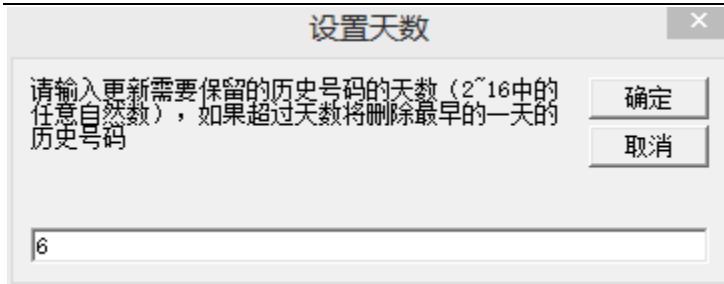 设置天数
请输入更新需要保留的历史号码的天数（2~16中的
任意自然数），如果超过天数将删除最早的一天的
历史号码
确定
取消
6